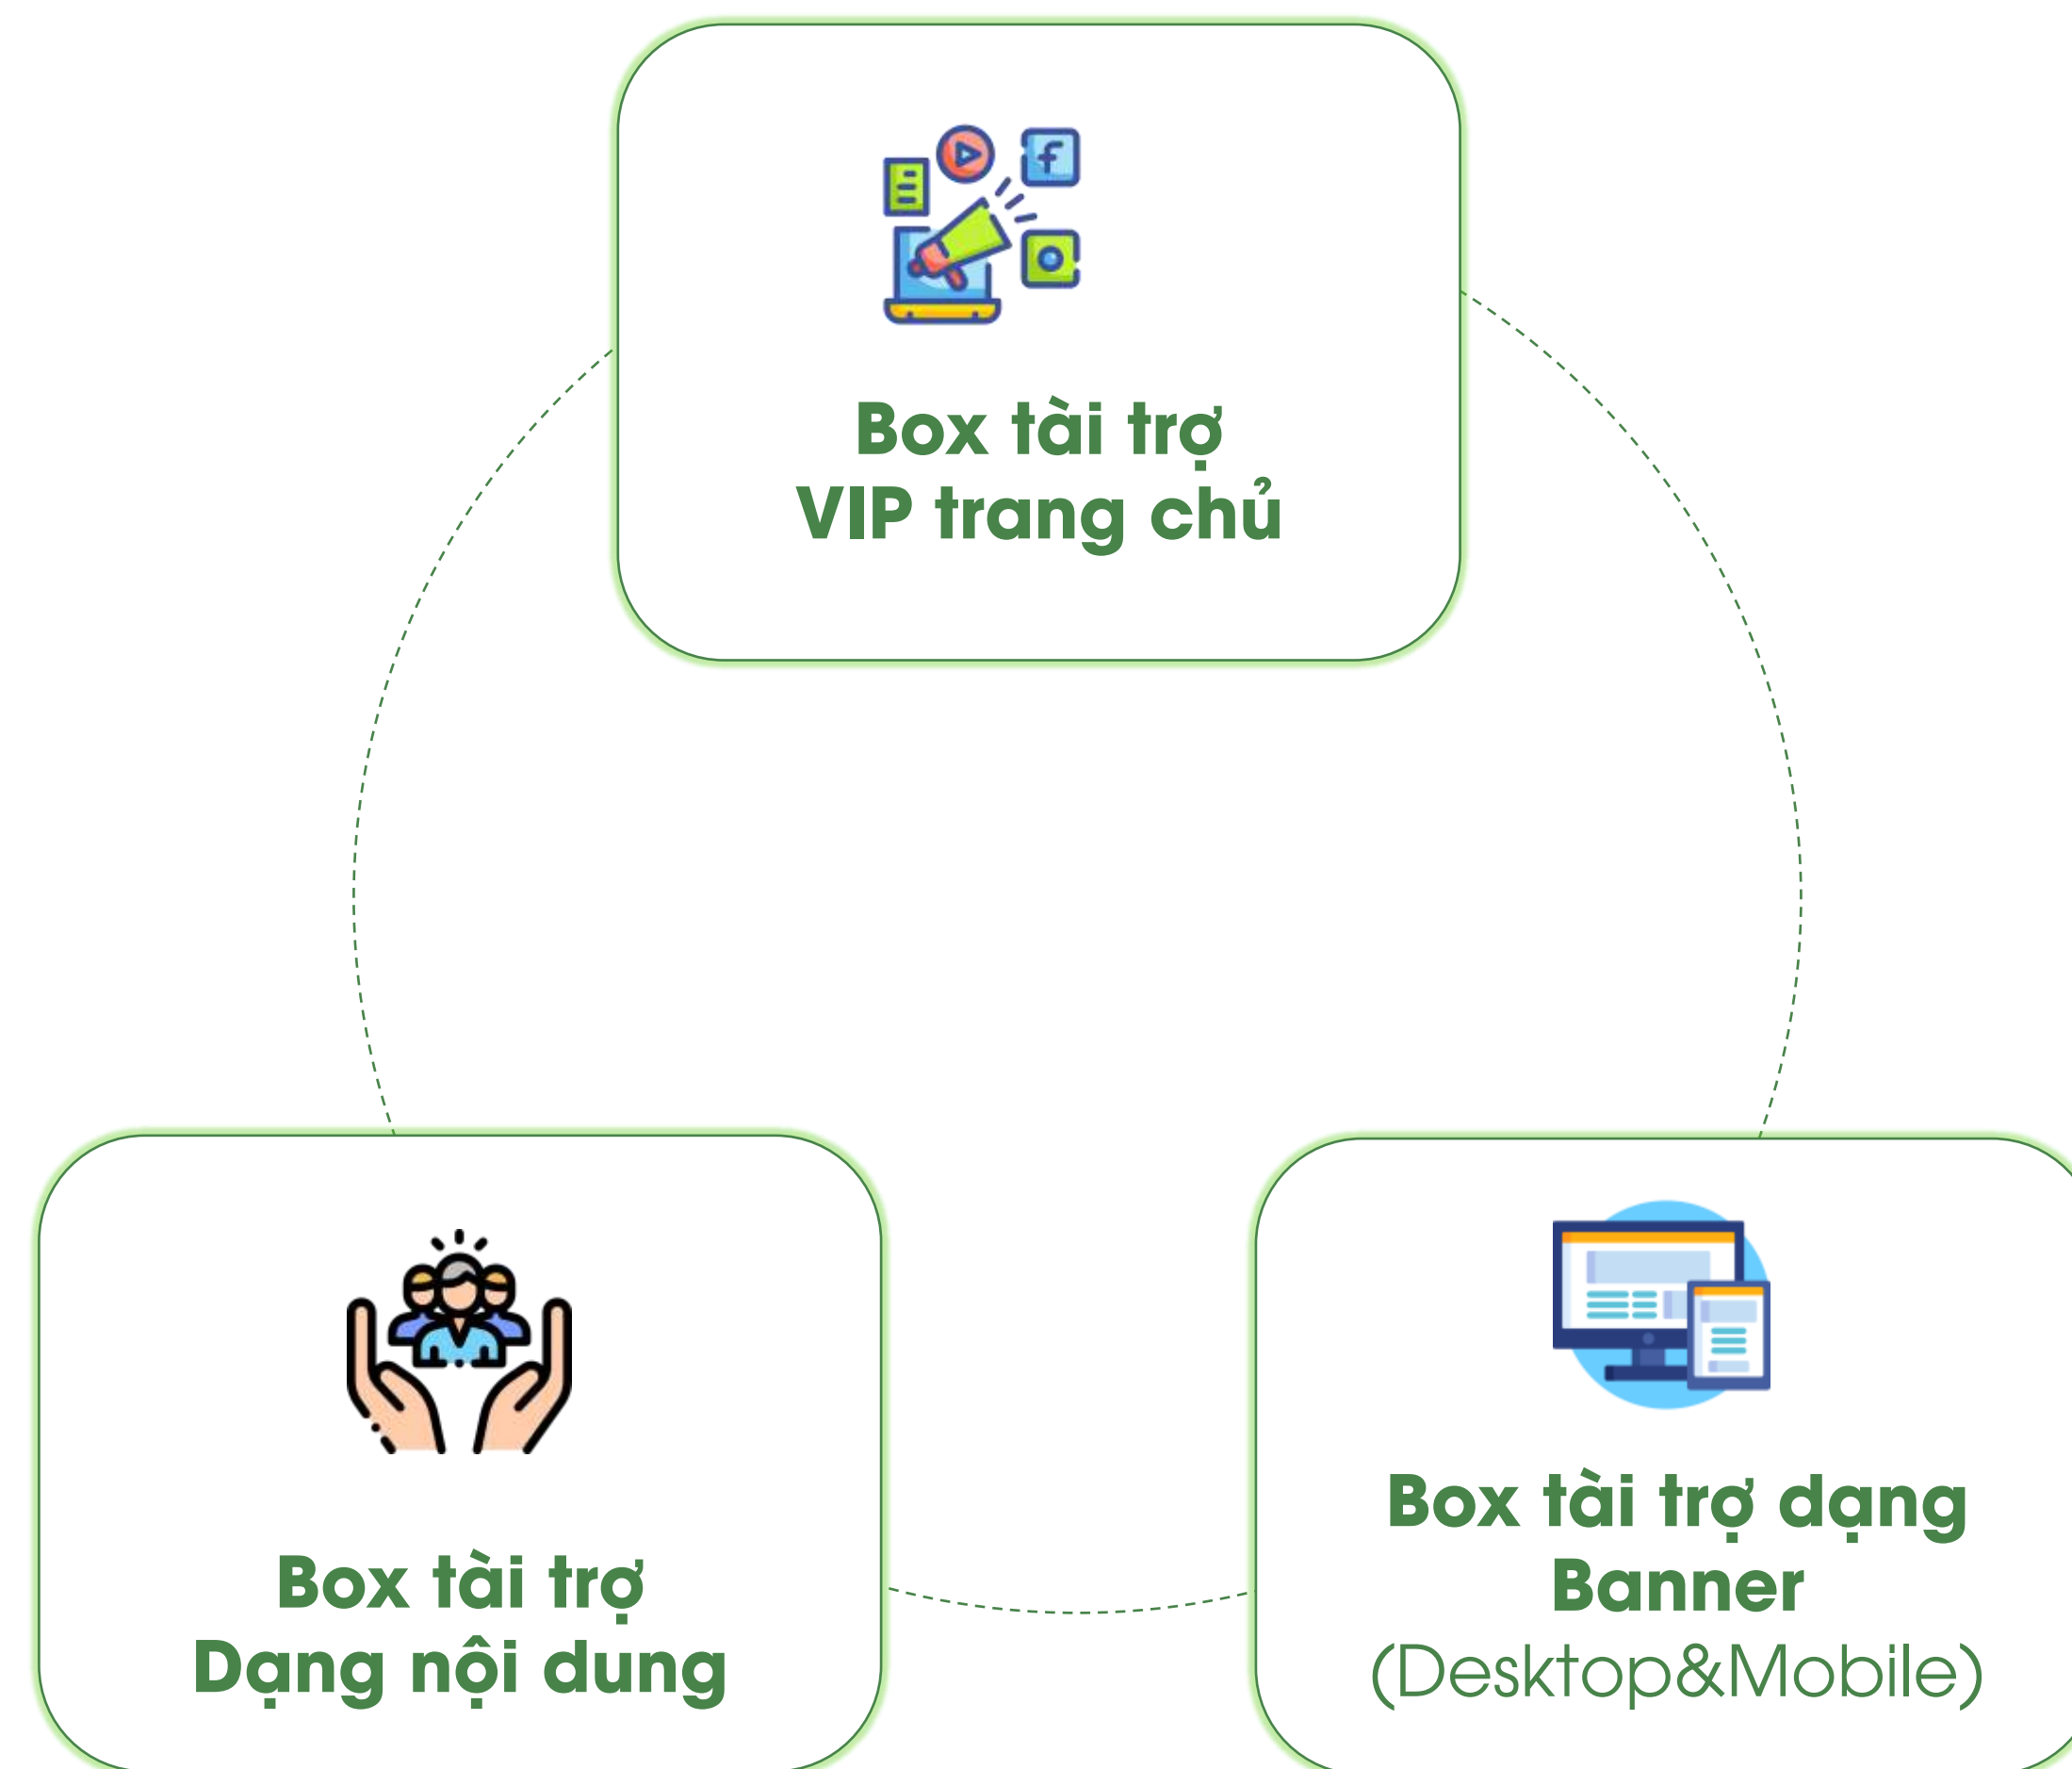 Box tài trợ
VIP trang chủ
Box tài trợ
Dạng nội dung
Box tài trợ dạng
Banner
(Desktop&Mobile)